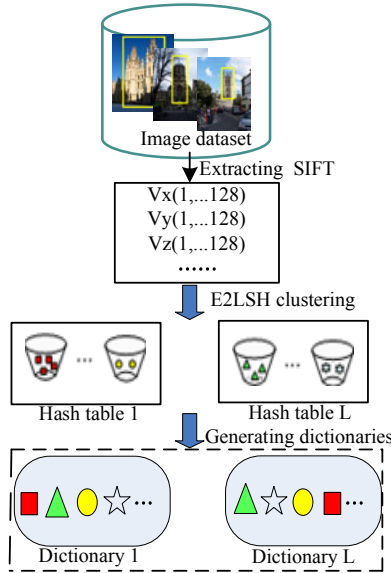 Image dataset
Extracting SIFT
Vx(1,...128)
Vy(1,...128)
Vz(1,...128)
......
E2LSH clustering
...
...
Hash table 1
Hash table L
Generating dictionaries
...
...
Dictionary 1
Dictionary L